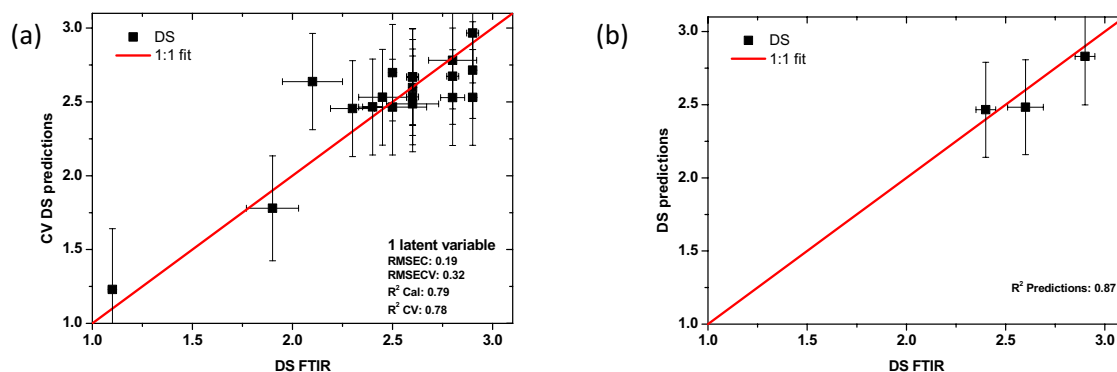 (a)
DS
1:1 fit
CV DS predictions
3.0
2.5
2.0
1.5
1.0
1 latent variable
RMSEC: 0.19
RMSECV: 0.32
R² Cal: 0.79
R² CV: 0.78
1.0 1.5 2.0 2.5 3.0
DS FTIR
(b)
DS
1:1 fit
DS predictions
3.0
2.5
2.0
1.5
1.0
R² Predictions: 0.87
1.0 1.5 2.0 2.5 3.0
DS FTIR